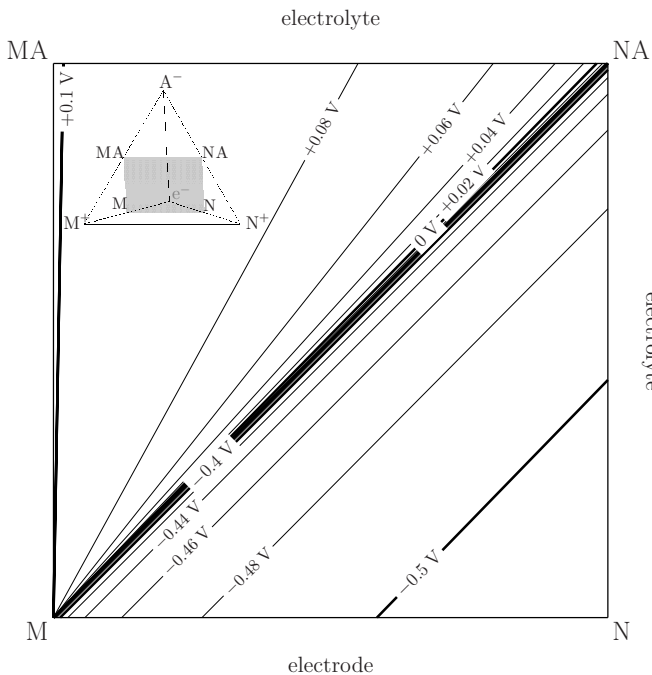 electrolyte
MA
NA
+0.1 V
+0.08 V
+0.06 V
+0.04 V
+0.02 V
0 V
A−
MA
NA
e−
M
N
M+
N+
−0.4 V
−0.44 V
−0.46 V
−0.48 V
−0.5 V
electrolyte
M
N
electrode